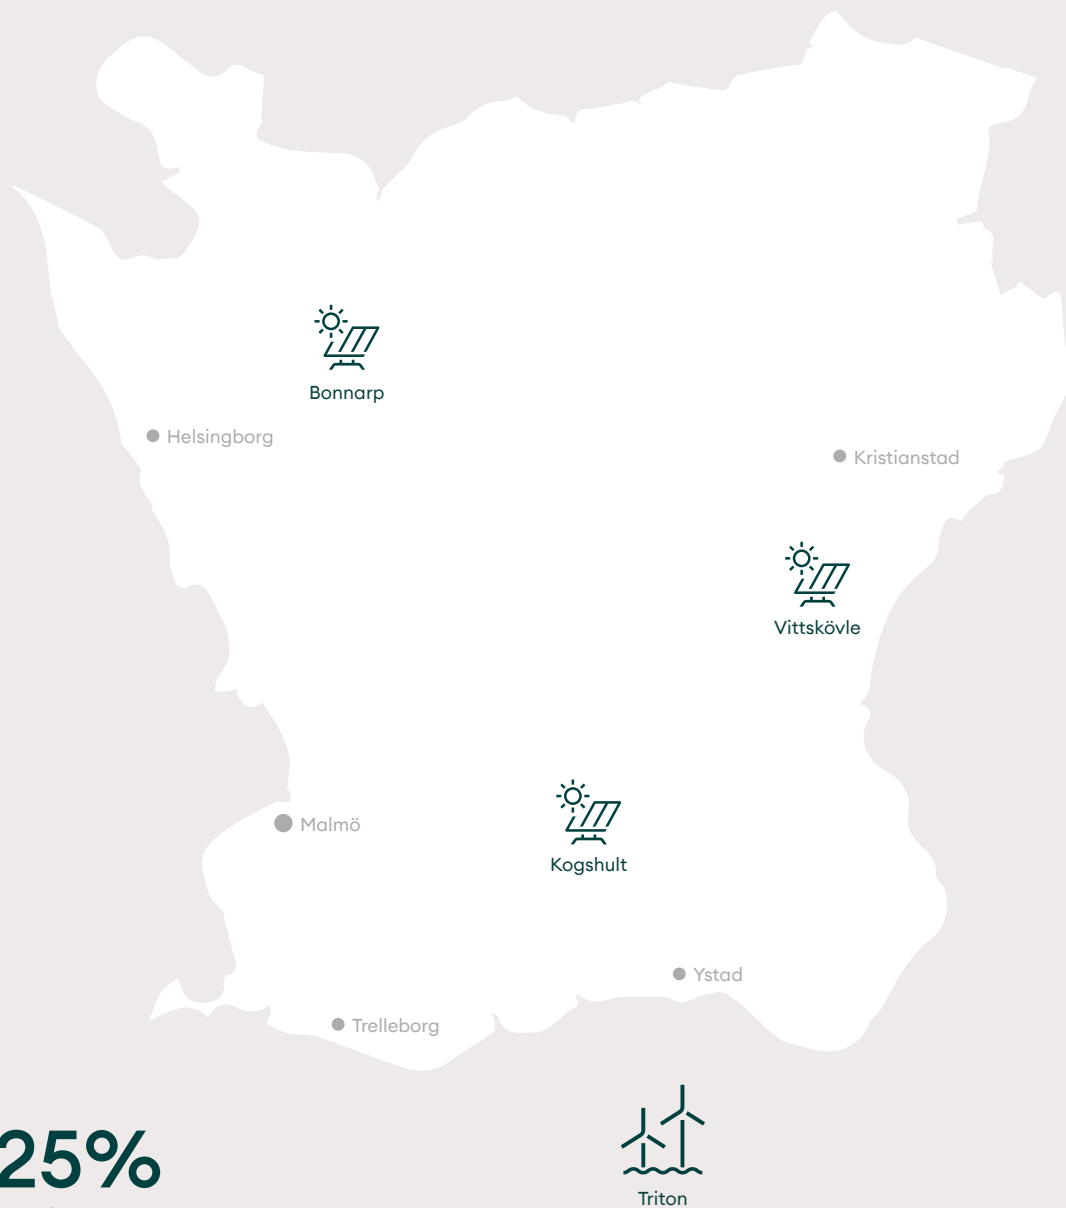 Bonnarp
Helsingborg
Kristianstad
Vittskövle
Malmö
Kogshult
Ystad
Trelleborg
25%
Triton